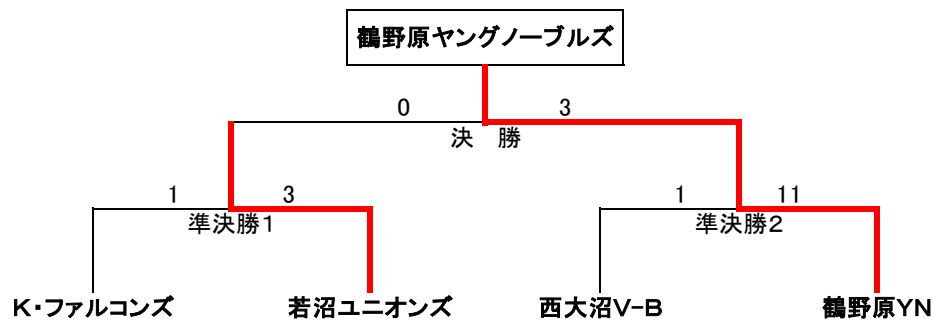 鶴野原ヤングノーブルズ
0 3
決 勝
1 3 1 11
準決勝1 準決勝2
K・ファルコンズ 若沼ユニオンズ 西大沼V-B 鶴野原YN